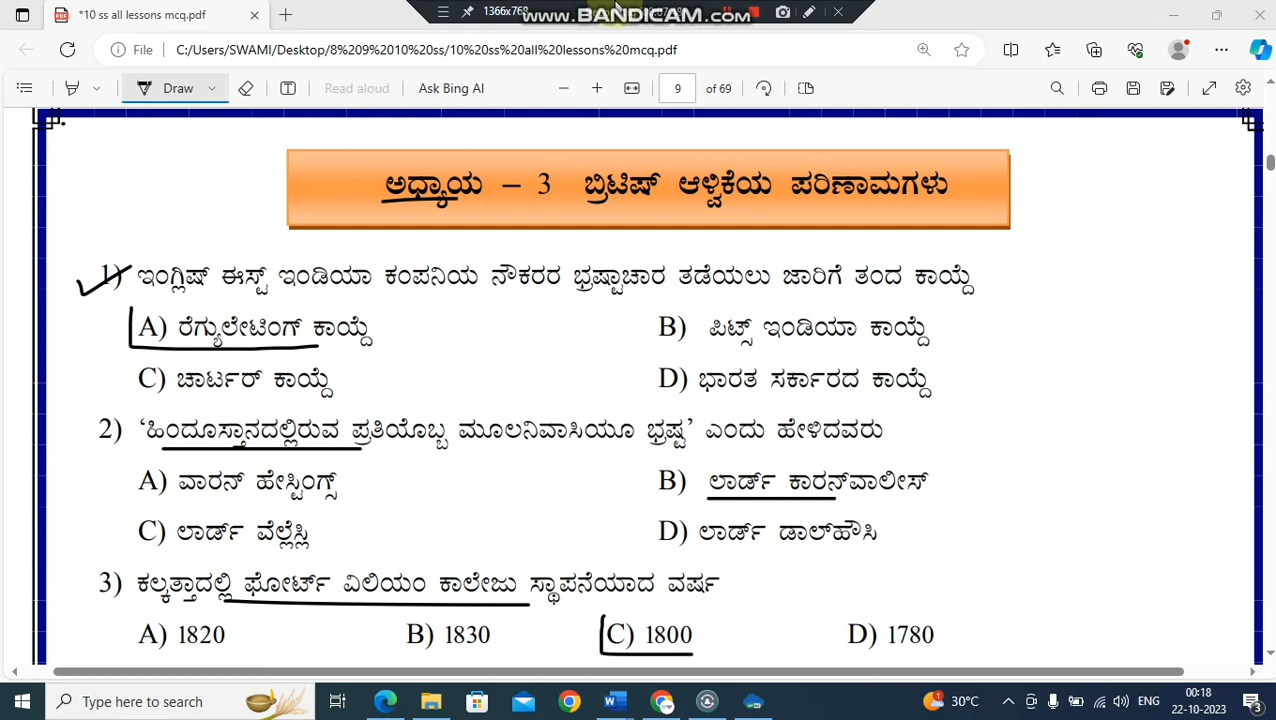 *10 ss all lessons mcq.pdf
1366x768
www.BANDICAM.com
File C:/Users/SWAMI/Desktop/8%209%2010%20ss/10%20ss%20all%20lessons%20mcq.pdf
Draw Read aloud Ask Bing AI 9 of 69
ಅಧ್ಯಾಯ – 3 ಬ್ರಿಟಿಷ್ ಆಳ್ವಿಕೆಯ ಪರಿಣಾಮಗಳು
1) ಇಂಗ್ಲಿಷ್ ಈಸ್ಟ್ ಇಂಡಿಯಾ ಕಂಪನಿಯ ನೌಕರರ ಭ್ರಷ್ಟಾಚಾರ ತಡೆಯಲು ಜಾರಿಗೆ ತಂದ ಕಾಯ್ದೆ
A) ರೆಗ್ಯುಲೇಟಿಂಗ್ ಕಾಯ್ದೆ B) ಪಿಟ್ಸ್ ಇಂಡಿಯಾ ಕಾಯ್ದೆ
C) ಚಾರ್ಟರ್ ಕಾಯ್ದೆ D) ಭಾರತ ಸರ್ಕಾರದ ಕಾಯ್ದೆ
2) ‘ಹಿಂದೂಸ್ತಾನದಲ್ಲಿರುವ ಪ್ರತಿಯೊಬ್ಬ ಮೂಲನಿವಾಸಿಯೂ ಭ್ರಷ್ಟ’ ಎಂದು ಹೇಳಿದವರು
A) ವಾರನ್ ಹೇಸ್ಟಿಂಗ್ಸ್ B) ಲಾರ್ಡ್ ಕಾರನ್‌ವಾಲೀಸ್
C) ಲಾರ್ಡ್ ವೆಲ್ಲೆಸ್ಲಿ D) ಲಾರ್ಡ್ ಡಾಲ್‌ಹೌಸಿ
3) ಕಲ್ಕತ್ತಾದಲ್ಲಿ ಫೋರ್ಟ್ ವಿಲಿಯಂ ಕಾಲೇಜು ಸ್ಥಾಪನೆಯಾದ ವರ್ಷ
A) 1820 B) 1830 C) 1800 D) 1780
Type here to search 30°C ENG 00:18
22-10-2023 3